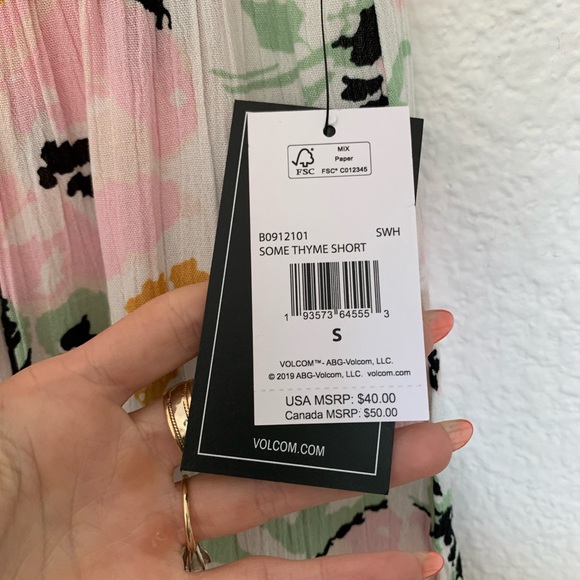 FSC
MIX
Paper
FSC® C012345
B0912101 SWH
SOME THYME SHORT
1 93573 64555 3
S
VOLCOM™- ABG-Volcom, LLC.
© 2019 ABG-Volcom, LLC. volcom.com
USA MSRP: $40.00
Canada MSRP: $50.00
VOLCOM.COM